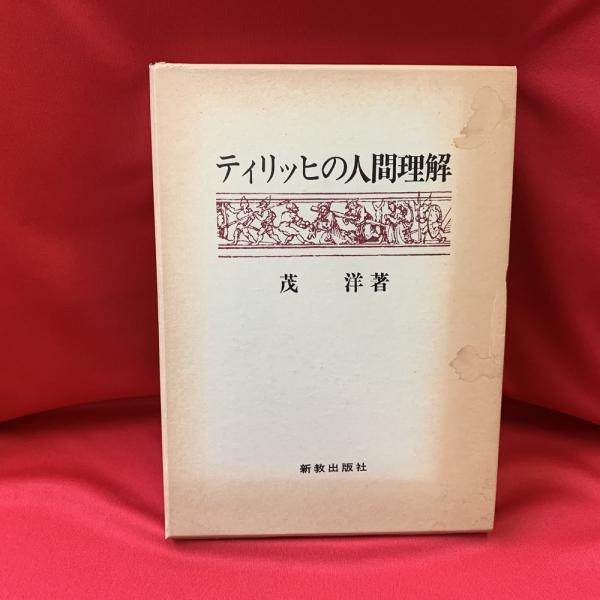 ティリッヒの人間理解
茂 洋著
新教出版社